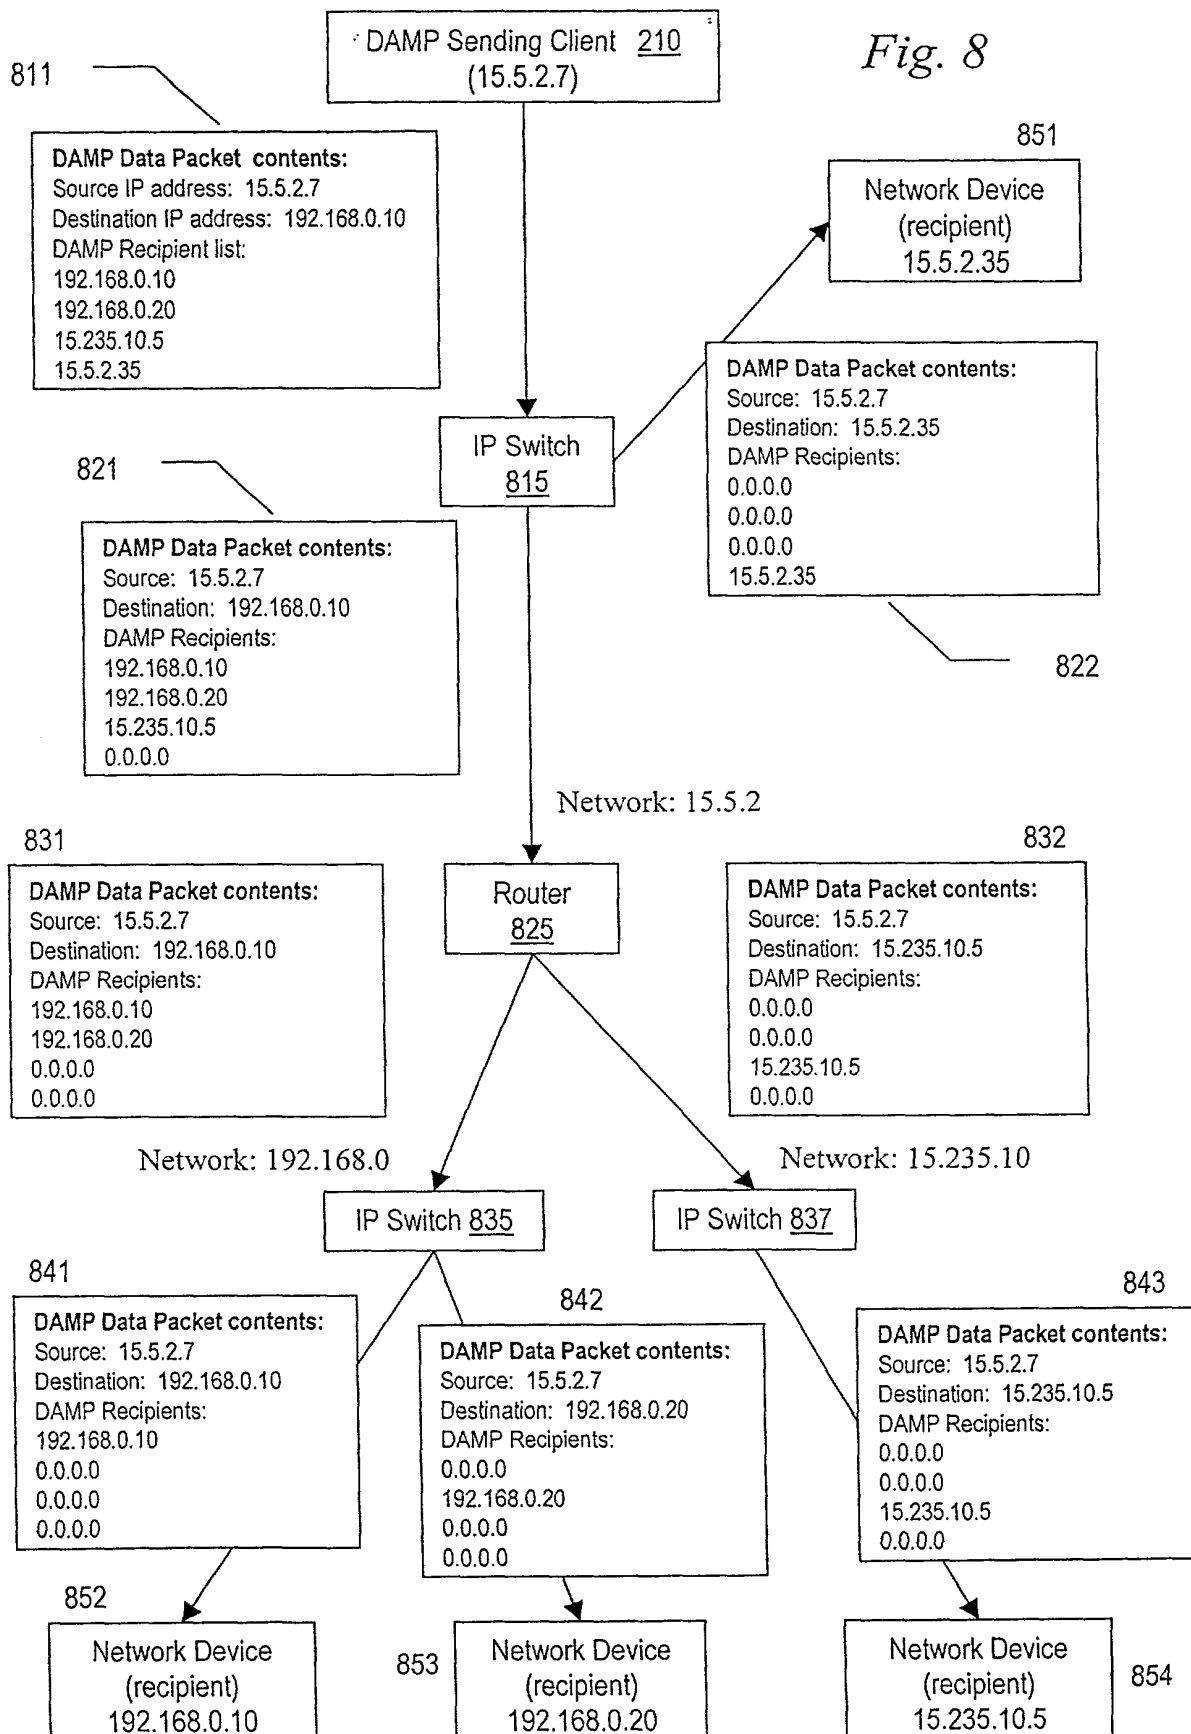 DAMP Sending Client 210
(15.5.2.7)
Fig. 8
811
DAMP Data Packet contents:
Source IP address: 15.5.2.7
Destination IP address: 192.168.0.10
DAMP Recipient list:
192.168.0.10
192.168.0.20
15.235.10.5
15.5.2.35
851
Network Device
(recipient)
15.5.2.35
IP Switch
815
DAMP Data Packet contents:
Source: 15.5.2.7
Destination: 15.5.2.35
DAMP Recipients:
0.0.0.0
0.0.0.0
0.0.0.0
15.5.2.35
822
821
DAMP Data Packet contents:
Source: 15.5.2.7
Destination: 192.168.0.10
DAMP Recipients:
192.168.0.10
192.168.0.20
15.235.10.5
0.0.0.0
Network: 15.5.2
831
DAMP Data Packet contents:
Source: 15.5.2.7
Destination: 192.168.0.10
DAMP Recipients:
192.168.0.10
192.168.0.20
0.0.0.0
0.0.0.0
Router
825
832
DAMP Data Packet contents:
Source: 15.5.2.7
Destination: 15.235.10.5
DAMP Recipients:
0.0.0.0
0.0.0.0
15.235.10.5
0.0.0.0
Network: 192.168.0
Network: 15.235.10
IP Switch 835
IP Switch 837
841
DAMP Data Packet contents:
Source: 15.5.2.7
Destination: 192.168.0.10
DAMP Recipients:
192.168.0.10
0.0.0.0
0.0.0.0
0.0.0.0
842
DAMP Data Packet contents:
Source: 15.5.2.7
Destination: 192.168.0.20
DAMP Recipients:
0.0.0.0
192.168.0.20
0.0.0.0
0.0.0.0
843
DAMP Data Packet contents:
Source: 15.5.2.7
Destination: 15.235.10.5
DAMP Recipients:
0.0.0.0
0.0.0.0
15.235.10.5
0.0.0.0
852
Network Device
(recipient)
192.168.0.10
853
Network Device
(recipient)
192.168.0.20
Network Device
(recipient)
15.235.10.5
854